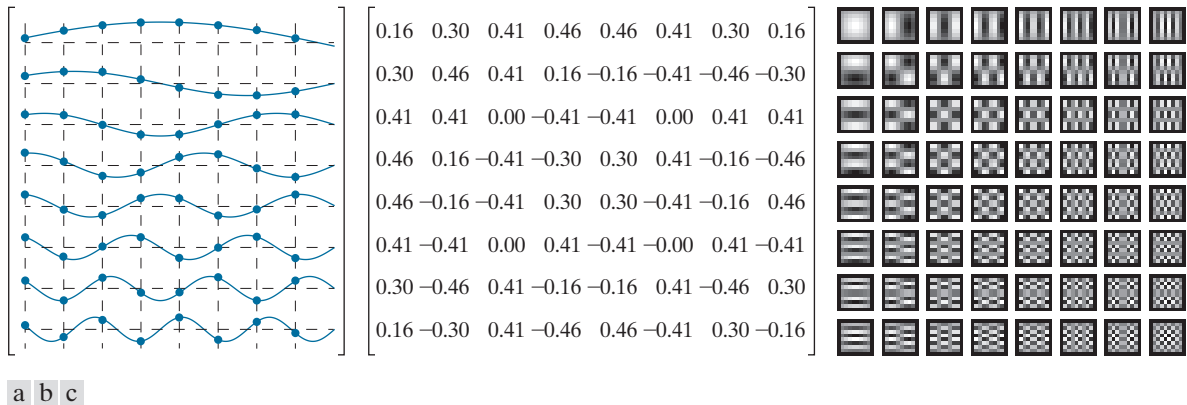 0.16 0.30 0.41 0.46 0.46 0.41 0.30 0.16
0.30 0.46 0.41 0.16 −0.16 −0.41 −0.46 −0.30
0.41 0.41 0.00 −0.41 −0.41 0.00 0.41 0.41
0.46 0.16 −0.41 −0.30 0.30 0.41 −0.16 −0.46
0.46 −0.16 −0.41 0.30 0.30 −0.41 −0.16 0.46
0.41 −0.41 0.00 0.41 −0.41 −0.00 0.41 −0.41
0.30 −0.46 0.41 −0.16 −0.16 0.41 −0.46 0.30
0.16 −0.30 0.41 −0.46 0.46 −0.41 0.30 −0.16
a b c